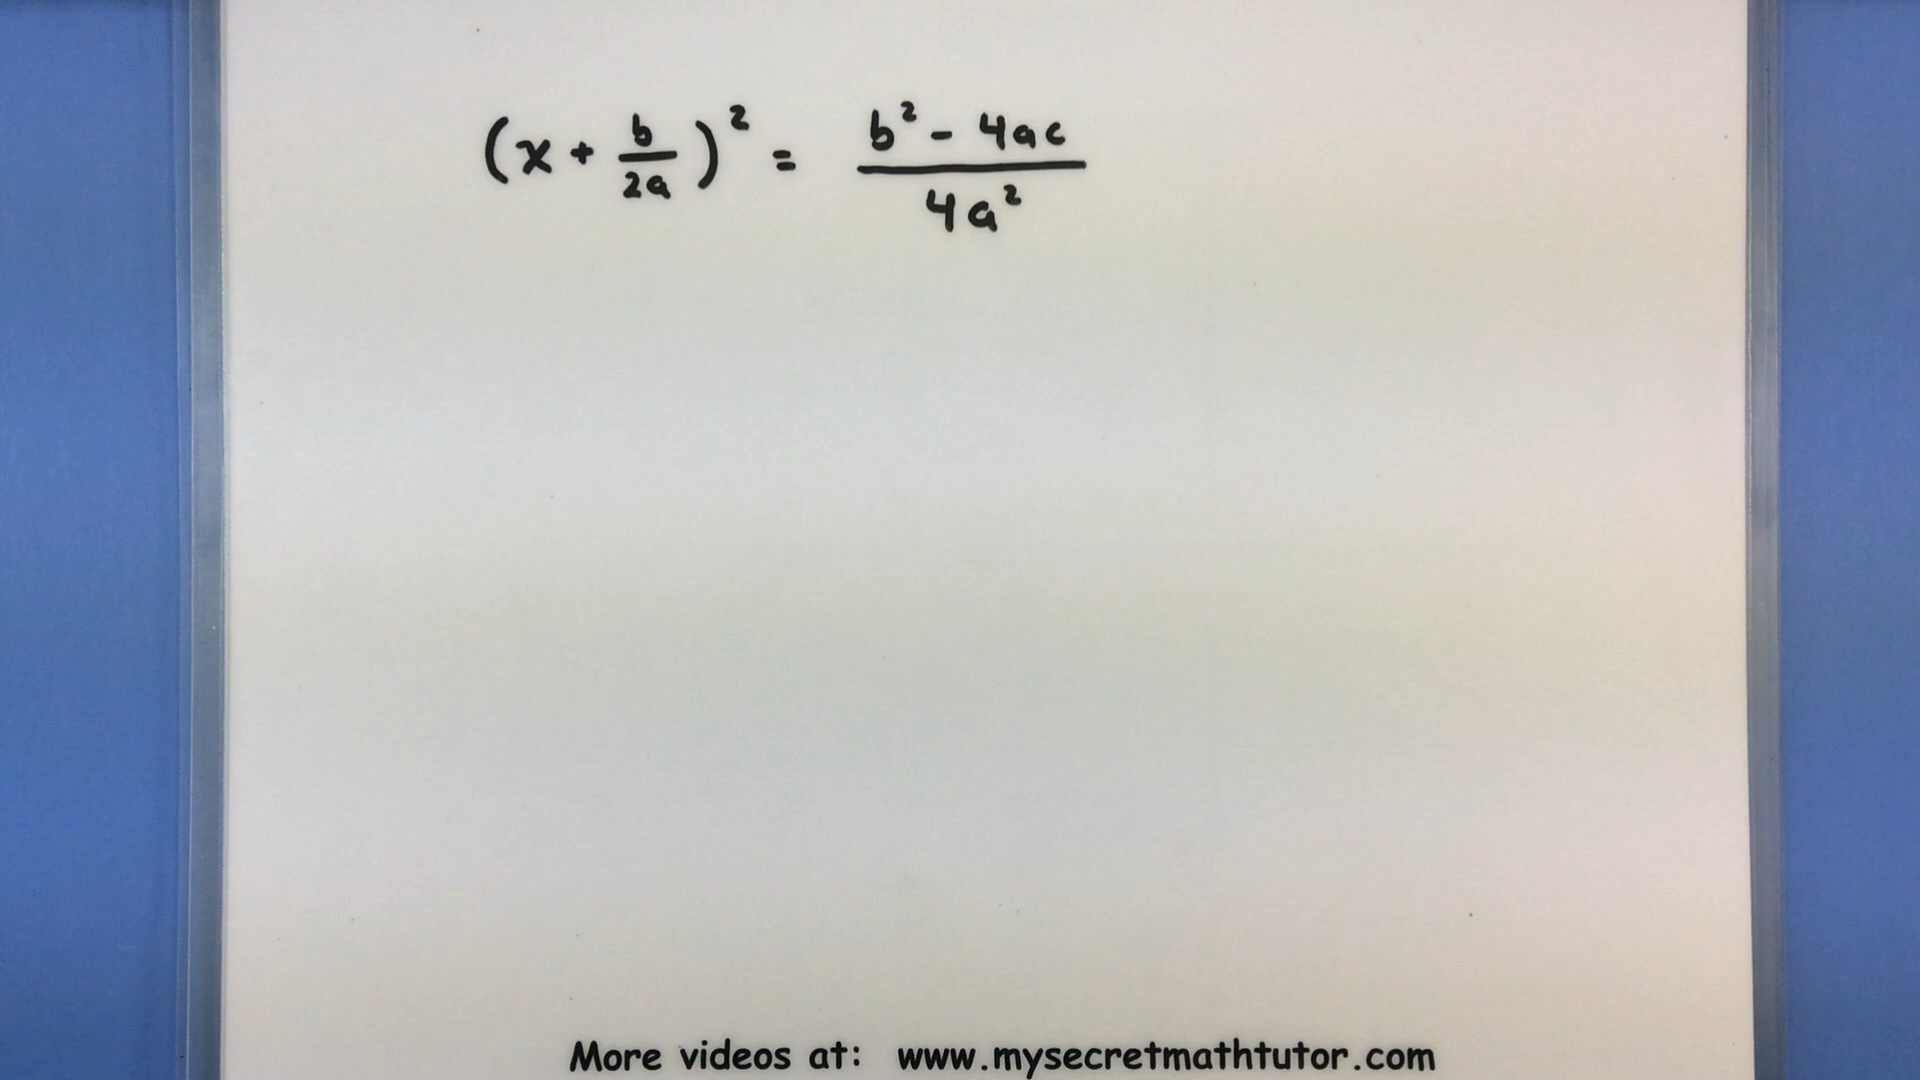 (x + b/2a)² = b² - 4ac / 4a²
More videos at: www.mysecretmathtutor.com